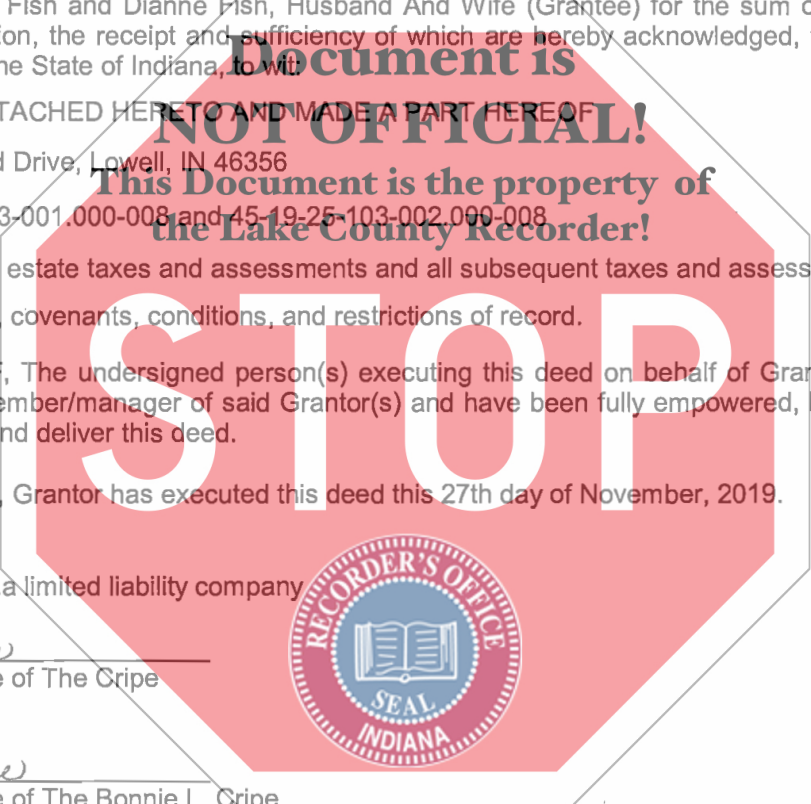 Fish and Dianne Fish, Husband And Wife (Grantee) for the sum o
ion, the receipt and sufficiency of which are hereby acknowledged,
he State of Indiana, to wit:
Document is
TACHED HERETO AND MADE A PART HEREOF
NOT OFFICIAL!
d Drive, Lowell, IN 46356
This Document is the property of
3-001.000-008 and 45-19-25-103-002.000-008
the Lake County Recorder!
estate taxes and assessments and all subsequent taxes and assess
, covenants, conditions, and restrictions of record.
STOP
, The undersigned person(s) executing this deed on behalf of Gran
ember/manager of said Grantor(s) and have been fully empowered,
nd deliver this deed.
, Grantor has executed this deed this 27th day of November, 2019.
RECORDER'S OFFICE
a limited liability company
e of The Cripe
SEAL
INDIANA
e of The Bonnie L. Cripe